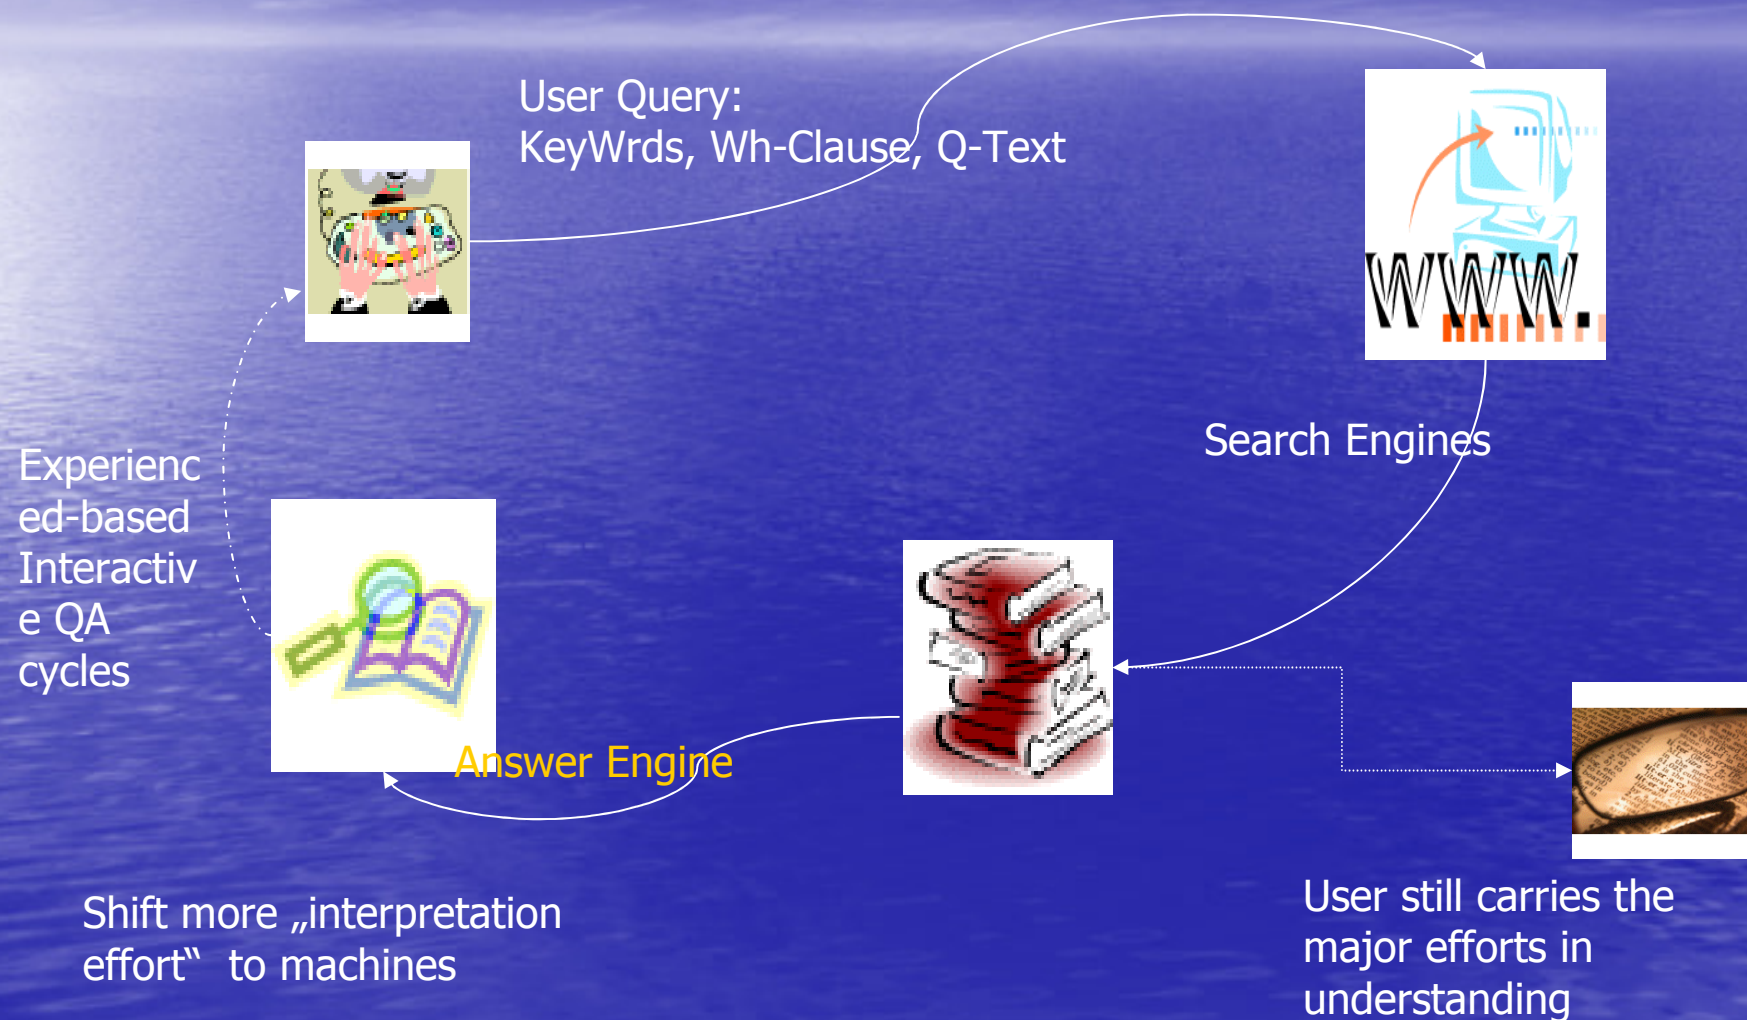 User Query:
KeyWrds, Wh-Clause, Q-Text
WWW.
Search Engines
Experienc
ed-based
Interactiv
e QA
cycles
Answer Engine
Shift more „interpretation
effort“ to machines
User still carries the
major efforts in
understanding